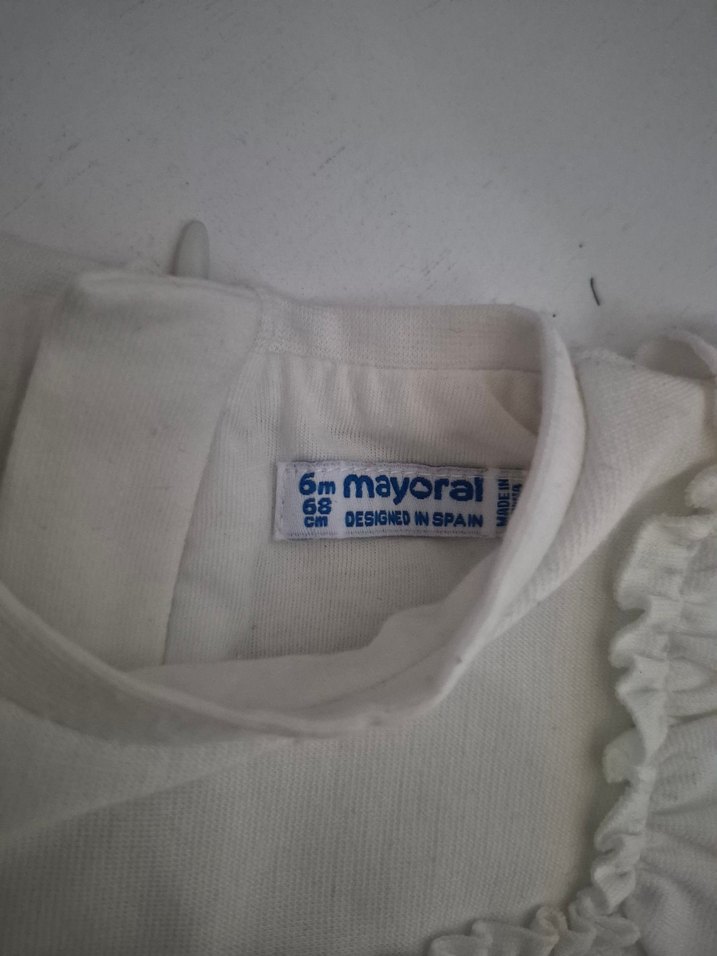 6m mayoral
68
cm DESIGNED IN SPAIN
MADE IN